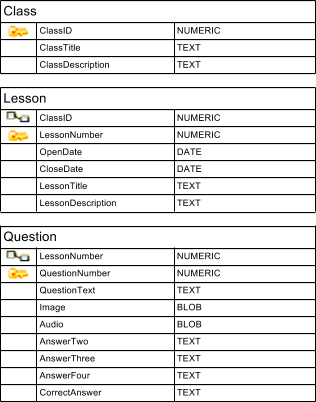 Class
ClassID NUMERIC
ClassTitle TEXT
ClassDescription TEXT
Lesson
ClassID NUMERIC
LessonNumber NUMERIC
OpenDate DATE
CloseDate DATE
LessonTitle TEXT
LessonDescription TEXT
Question
LessonNumber NUMERIC
QuestionNumber NUMERIC
QuestionText TEXT
Image BLOB
Audio BLOB
AnswerTwo TEXT
AnswerThree TEXT
AnswerFour TEXT
CorrectAnswer TEXT